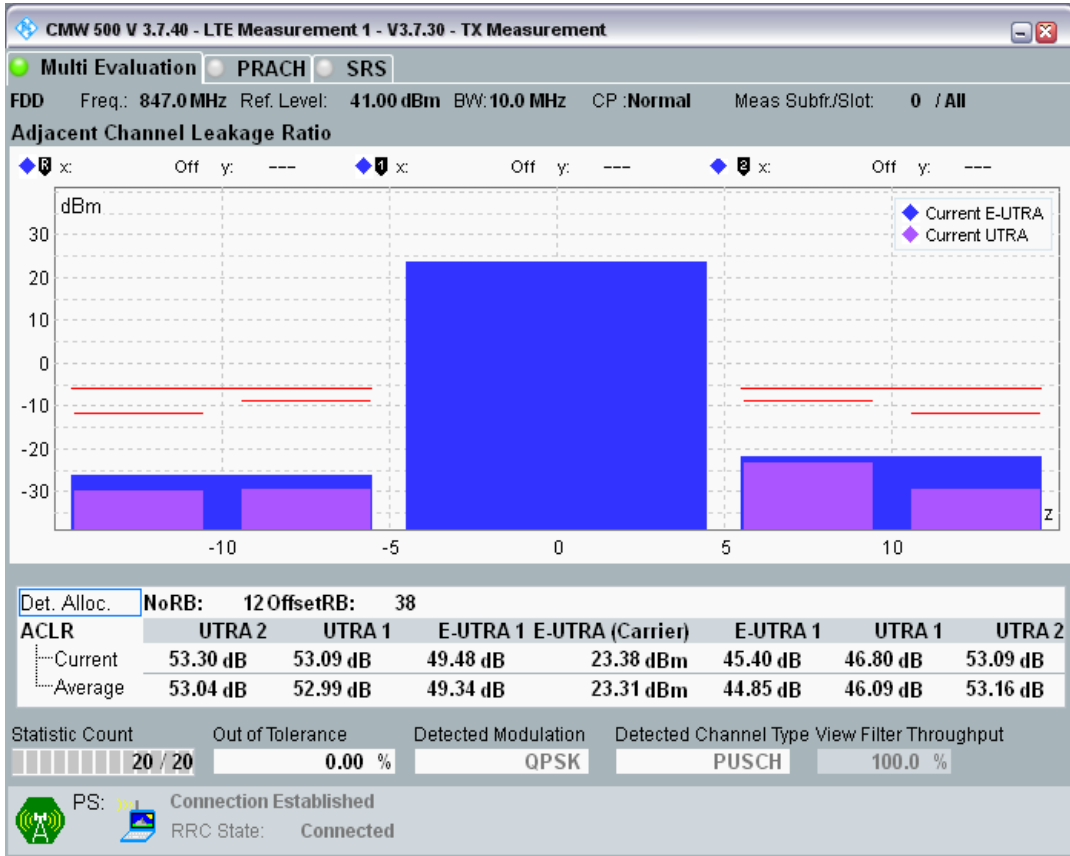 CMW 500 V 3.7.40 - LTE Measurement 1 - V3.7.30 - TX Measurement
Multi Evaluation PRACH SRS
FDD Freq.: 847.0 MHz Ref. Level: 41.00 dBm BW: 10.0 MHz CP :Normal Meas Subfr./Slot: 0 / All
Adjacent Channel Leakage Ratio
R x: Off y: --- 1 x: Off y: --- 2 x: Off y: ---
dBm
Current E-UTRA
Current UTRA
30
20
10
0
-10
-20
-30
z
-10 -5 0 5 10
Det. Alloc. NoRB: 12 OffsetRB: 38
ACLR UTRA 2 UTRA 1 E-UTRA 1 E-UTRA (Carrier) E-UTRA 1 UTRA 1 UTRA 2
Current 53.30 dB 53.09 dB 49.48 dB 23.38 dBm 45.40 dB 46.80 dB 53.09 dB
Average 53.04 dB 52.99 dB 49.34 dB 23.31 dBm 44.85 dB 46.09 dB 53.16 dB
Statistic Count Out of Tolerance Detected Modulation Detected Channel Type View Filter Throughput
20 / 20 0.00 % QPSK PUSCH 100.0 %
PS: Connection Established
RRC State: Connected